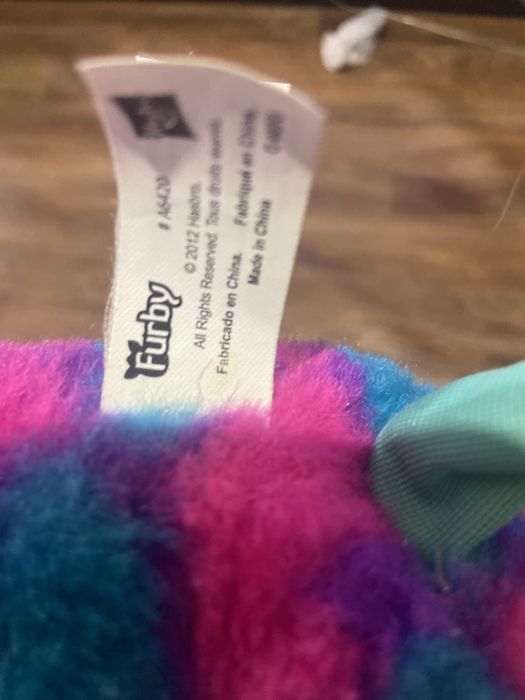 Hasbro
# A6420
Furby
© 2012 Hasbro.
All Rights Reserved. Tous droits réservés.
Fabricado en China. Fabriqué en Chine.
Made in China